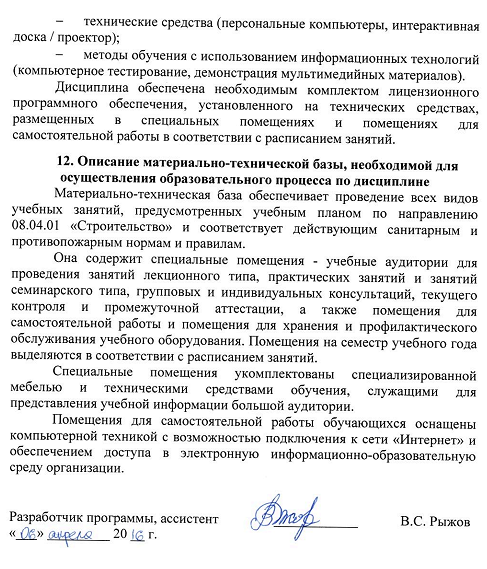 – технические средства (персональные компьютеры, интерактивная
доска / проектор);
– методы обучения с использованием информационных технологий
(компьютерное тестирование, демонстрация мультимедийных материалов).
Дисциплина обеспечена необходимым комплектом лицензионного
программного обеспечения, установленного на технических средствах,
размещенных в специальных помещениях и помещениях для
самостоятельной работы в соответствии с расписанием занятий.
12. Описание материально-технической базы, необходимой для
осуществления образовательного процесса по дисциплине
Материально-техническая база обеспечивает проведение всех видов
учебных занятий, предусмотренных учебным планом по направлению
08.04.01 «Строительство» и соответствует действующим санитарным и
противопожарным нормам и правилам.
Она содержит специальные помещения - учебные аудитории для
проведения занятий лекционного типа, практических занятий и занятий
семинарского типа, групповых и индивидуальных консультаций, текущего
контроля и промежуточной аттестации, а также помещения для
самостоятельной работы и помещения для хранения и профилактического
обслуживания учебного оборудования. Помещения на семестр учебного года
выделяются в соответствии с расписанием занятий.
Специальные помещения укомплектованы специализированной
мебелью и техническими средствами обучения, служащими для
представления учебной информации большой аудитории.
Помещения для самостоятельной работы обучающихся оснащены
компьютерной техникой с возможностью подключения к сети «Интернет» и
обеспечением доступа в электронную информационно-образовательную
среду организации.
Разработчик программы, ассистент В.С. Рыжов
«08» апреля 2016 г.